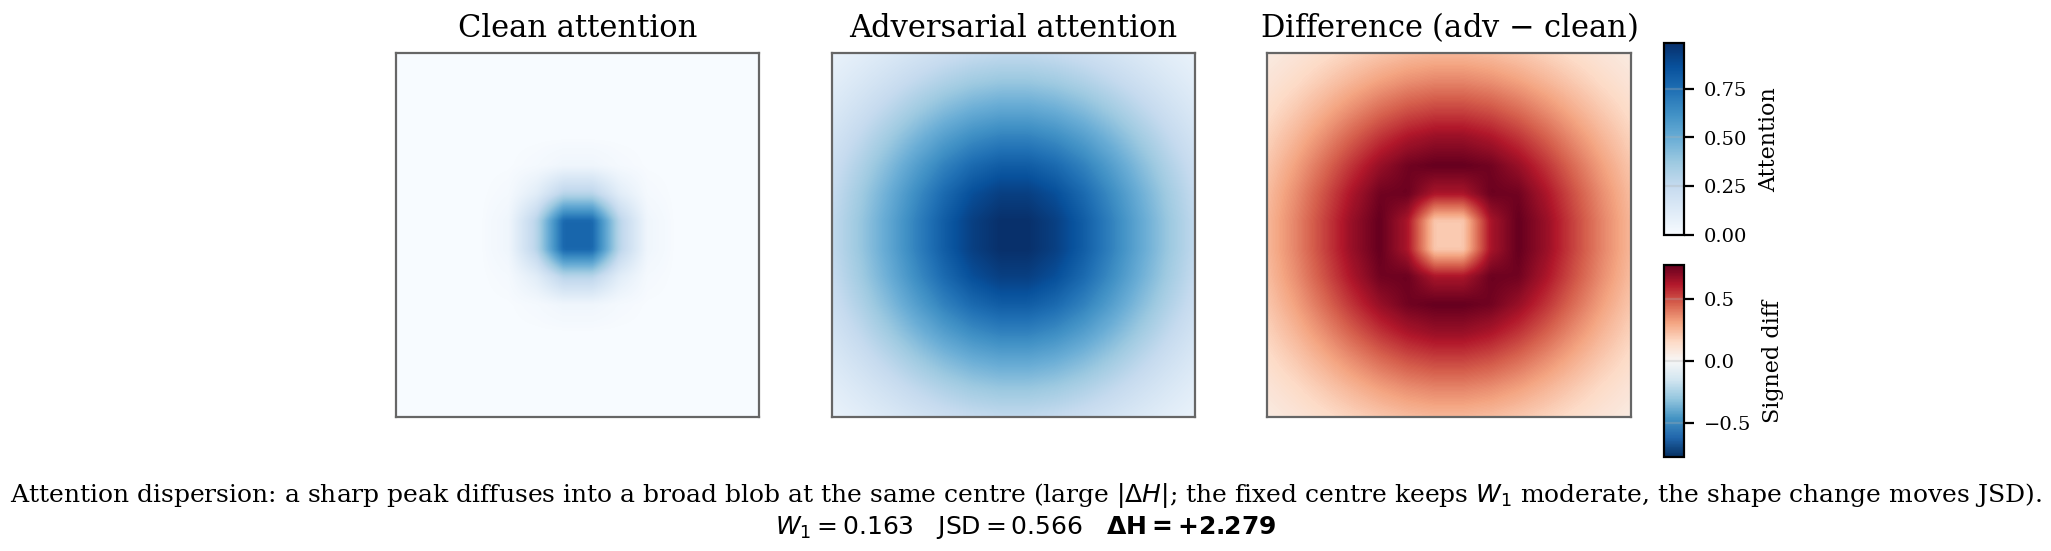 Clean attention
Adversarial attention
Difference (adv − clean)
0.75
0.50
0.25
0.00
Attention
0.5
0.0
−0.5
Signed diff
Attention dispersion: a sharp peak diffuses into a broad blob at the same centre (large |ΔH|; the fixed centre keeps W₁ moderate, the shape change moves JSD).
W₁ = 0.163 JSD = 0.566 ΔH = +2.279